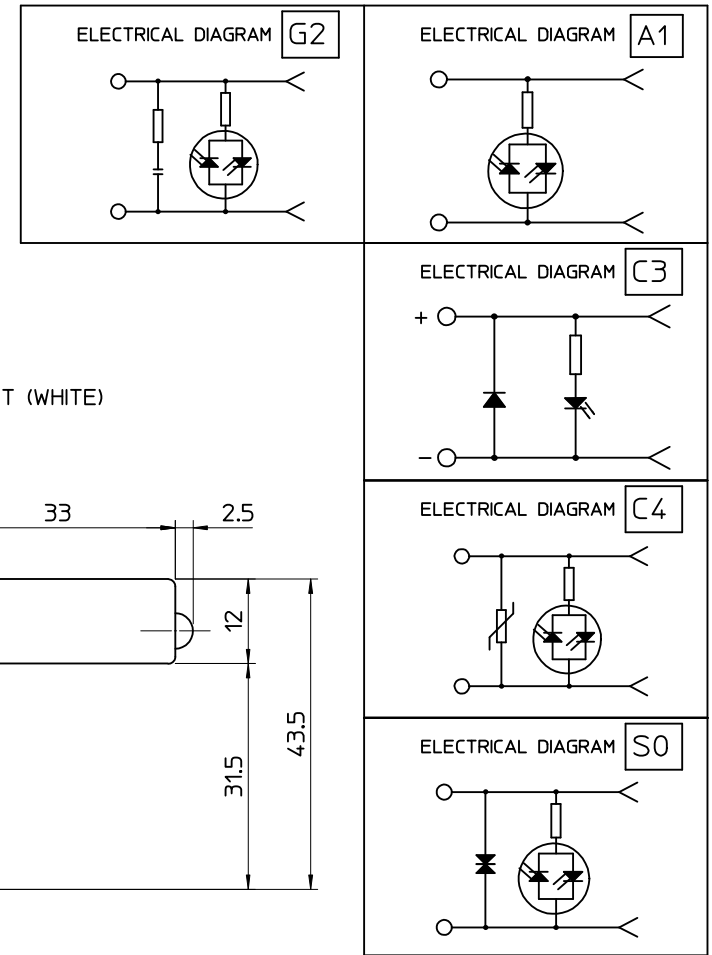 ELECTRICAL DIAGRAM G2
ELECTRICAL DIAGRAM A1
ELECTRICAL DIAGRAM C3
+
−
T (WHITE)
ELECTRICAL DIAGRAM C4
33
2.5
12
43.5
31.5
ELECTRICAL DIAGRAM S0